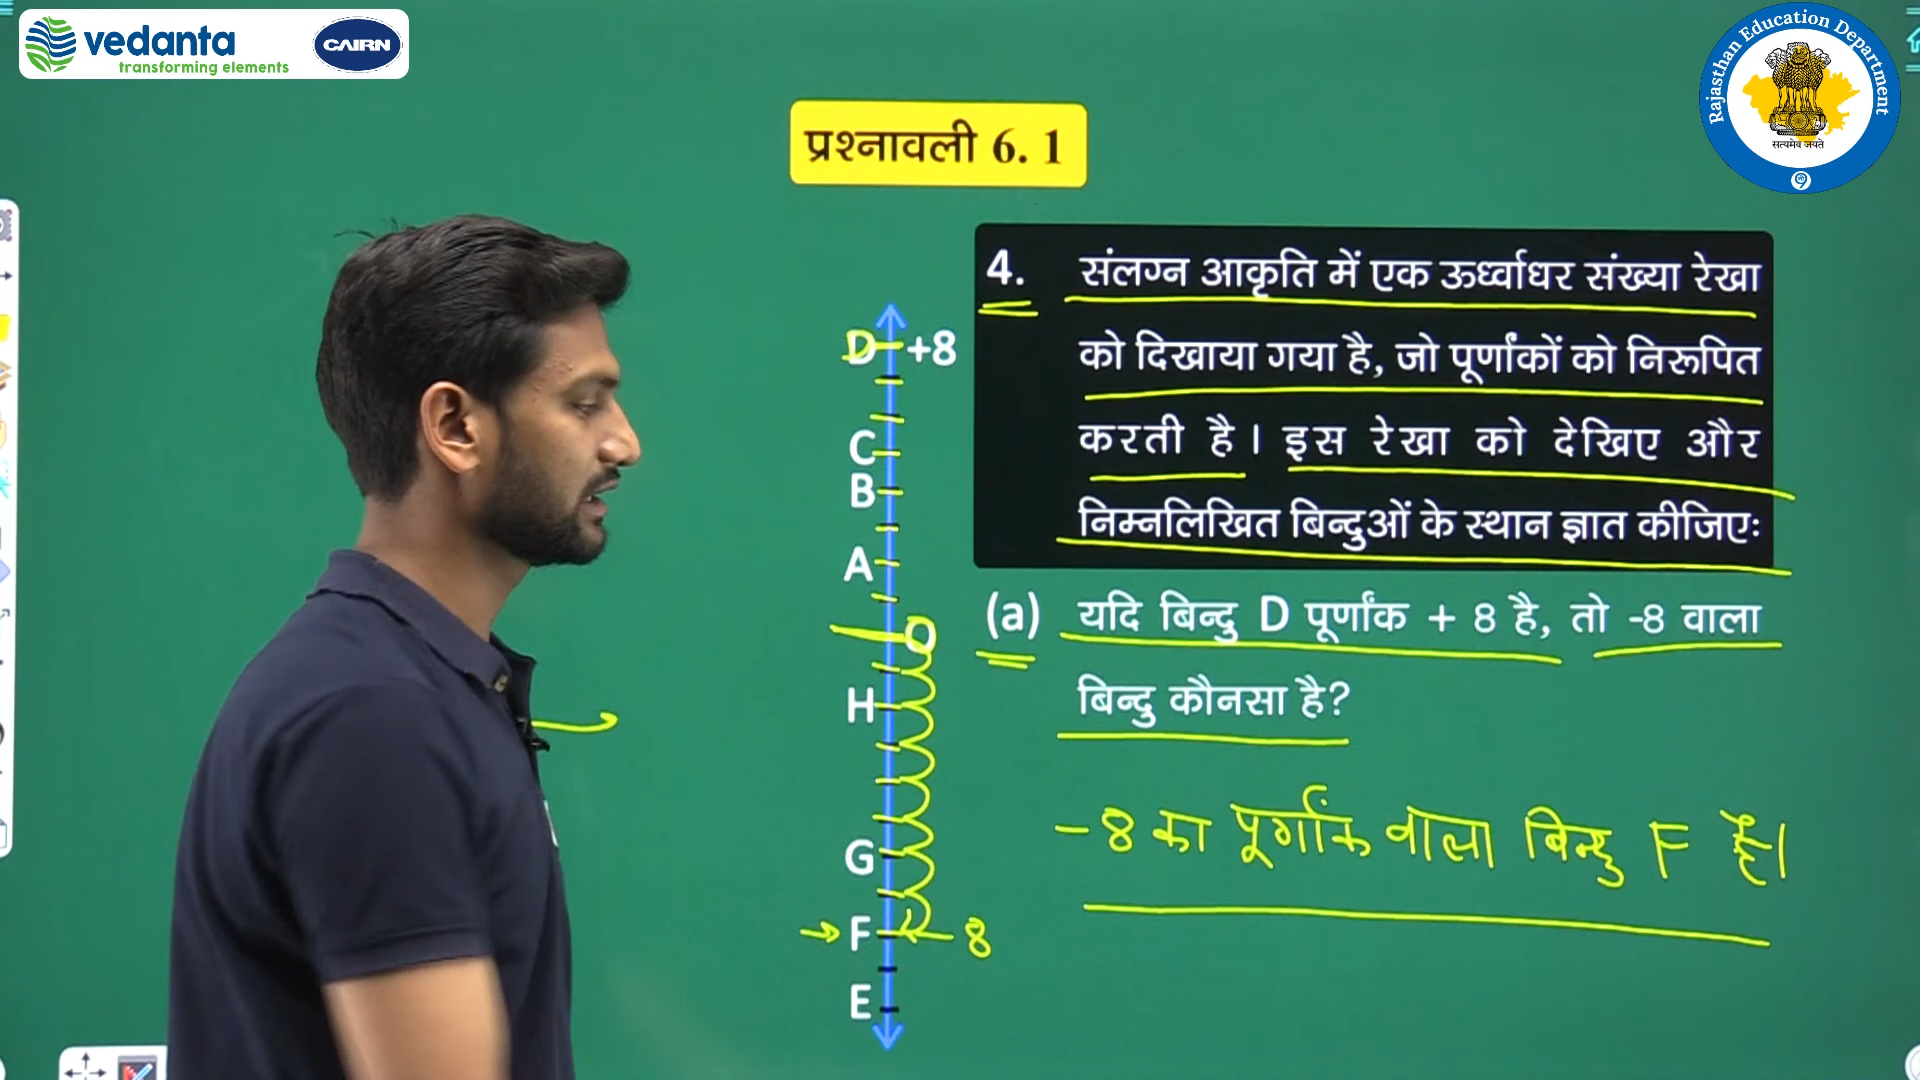 vedanta
transforming elements
CAIRN
Rajasthan Education Department
सत्यमेव जयते
प्रश्नावली 6. 1
4. संलग्न आकृति में एक ऊर्ध्वाधर संख्या रेखा
को दिखाया गया है, जो पूर्णांकों को निरूपित
करती है। इस रेखा को देखिए और
निम्नलिखित बिन्दुओं के स्थान ज्ञात कीजिएः
(a) यदि बिन्दु D पूर्णांक + 8 है, तो -8 वाला
बिन्दु कौनसा है?
-8 का पूर्णांक वाला बिन्दु F है।
D +8
C
B
A
O
H
G
F -8
E